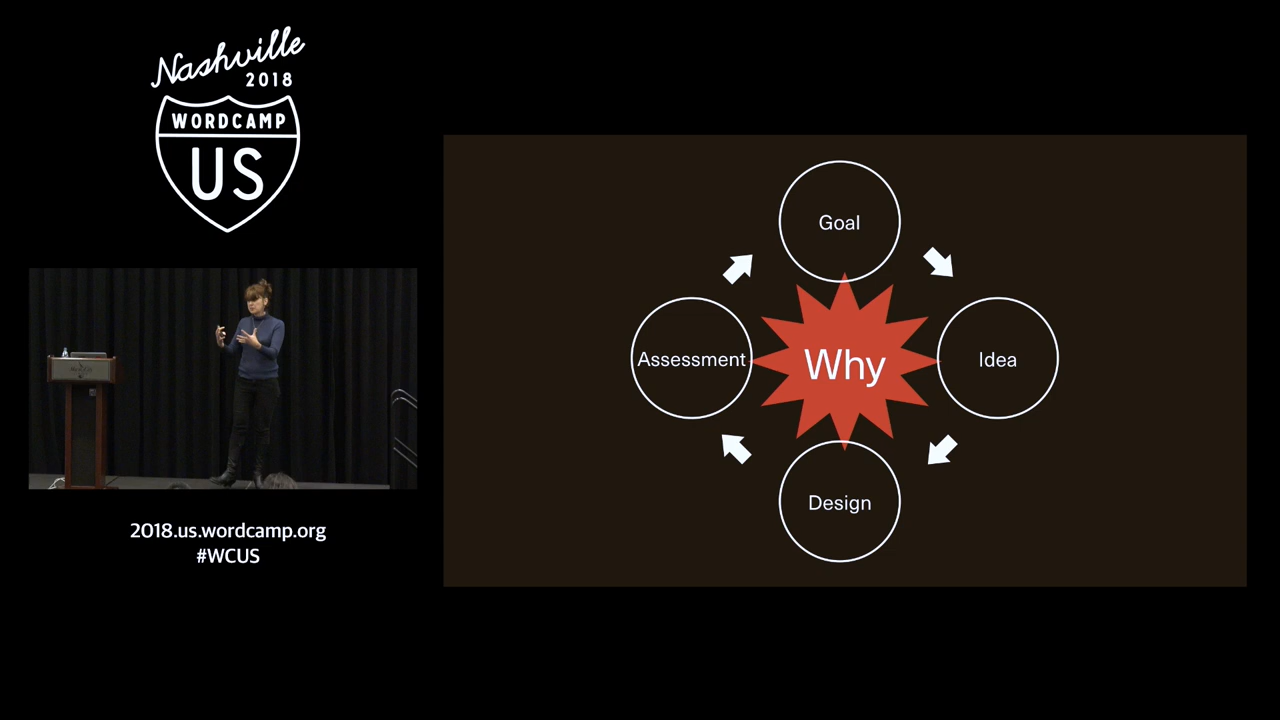 Nashville
2018
WORDCAMP
US
2018.us.wordcamp.org
#WCUS
Goal
Assessment
Why
Idea
Design